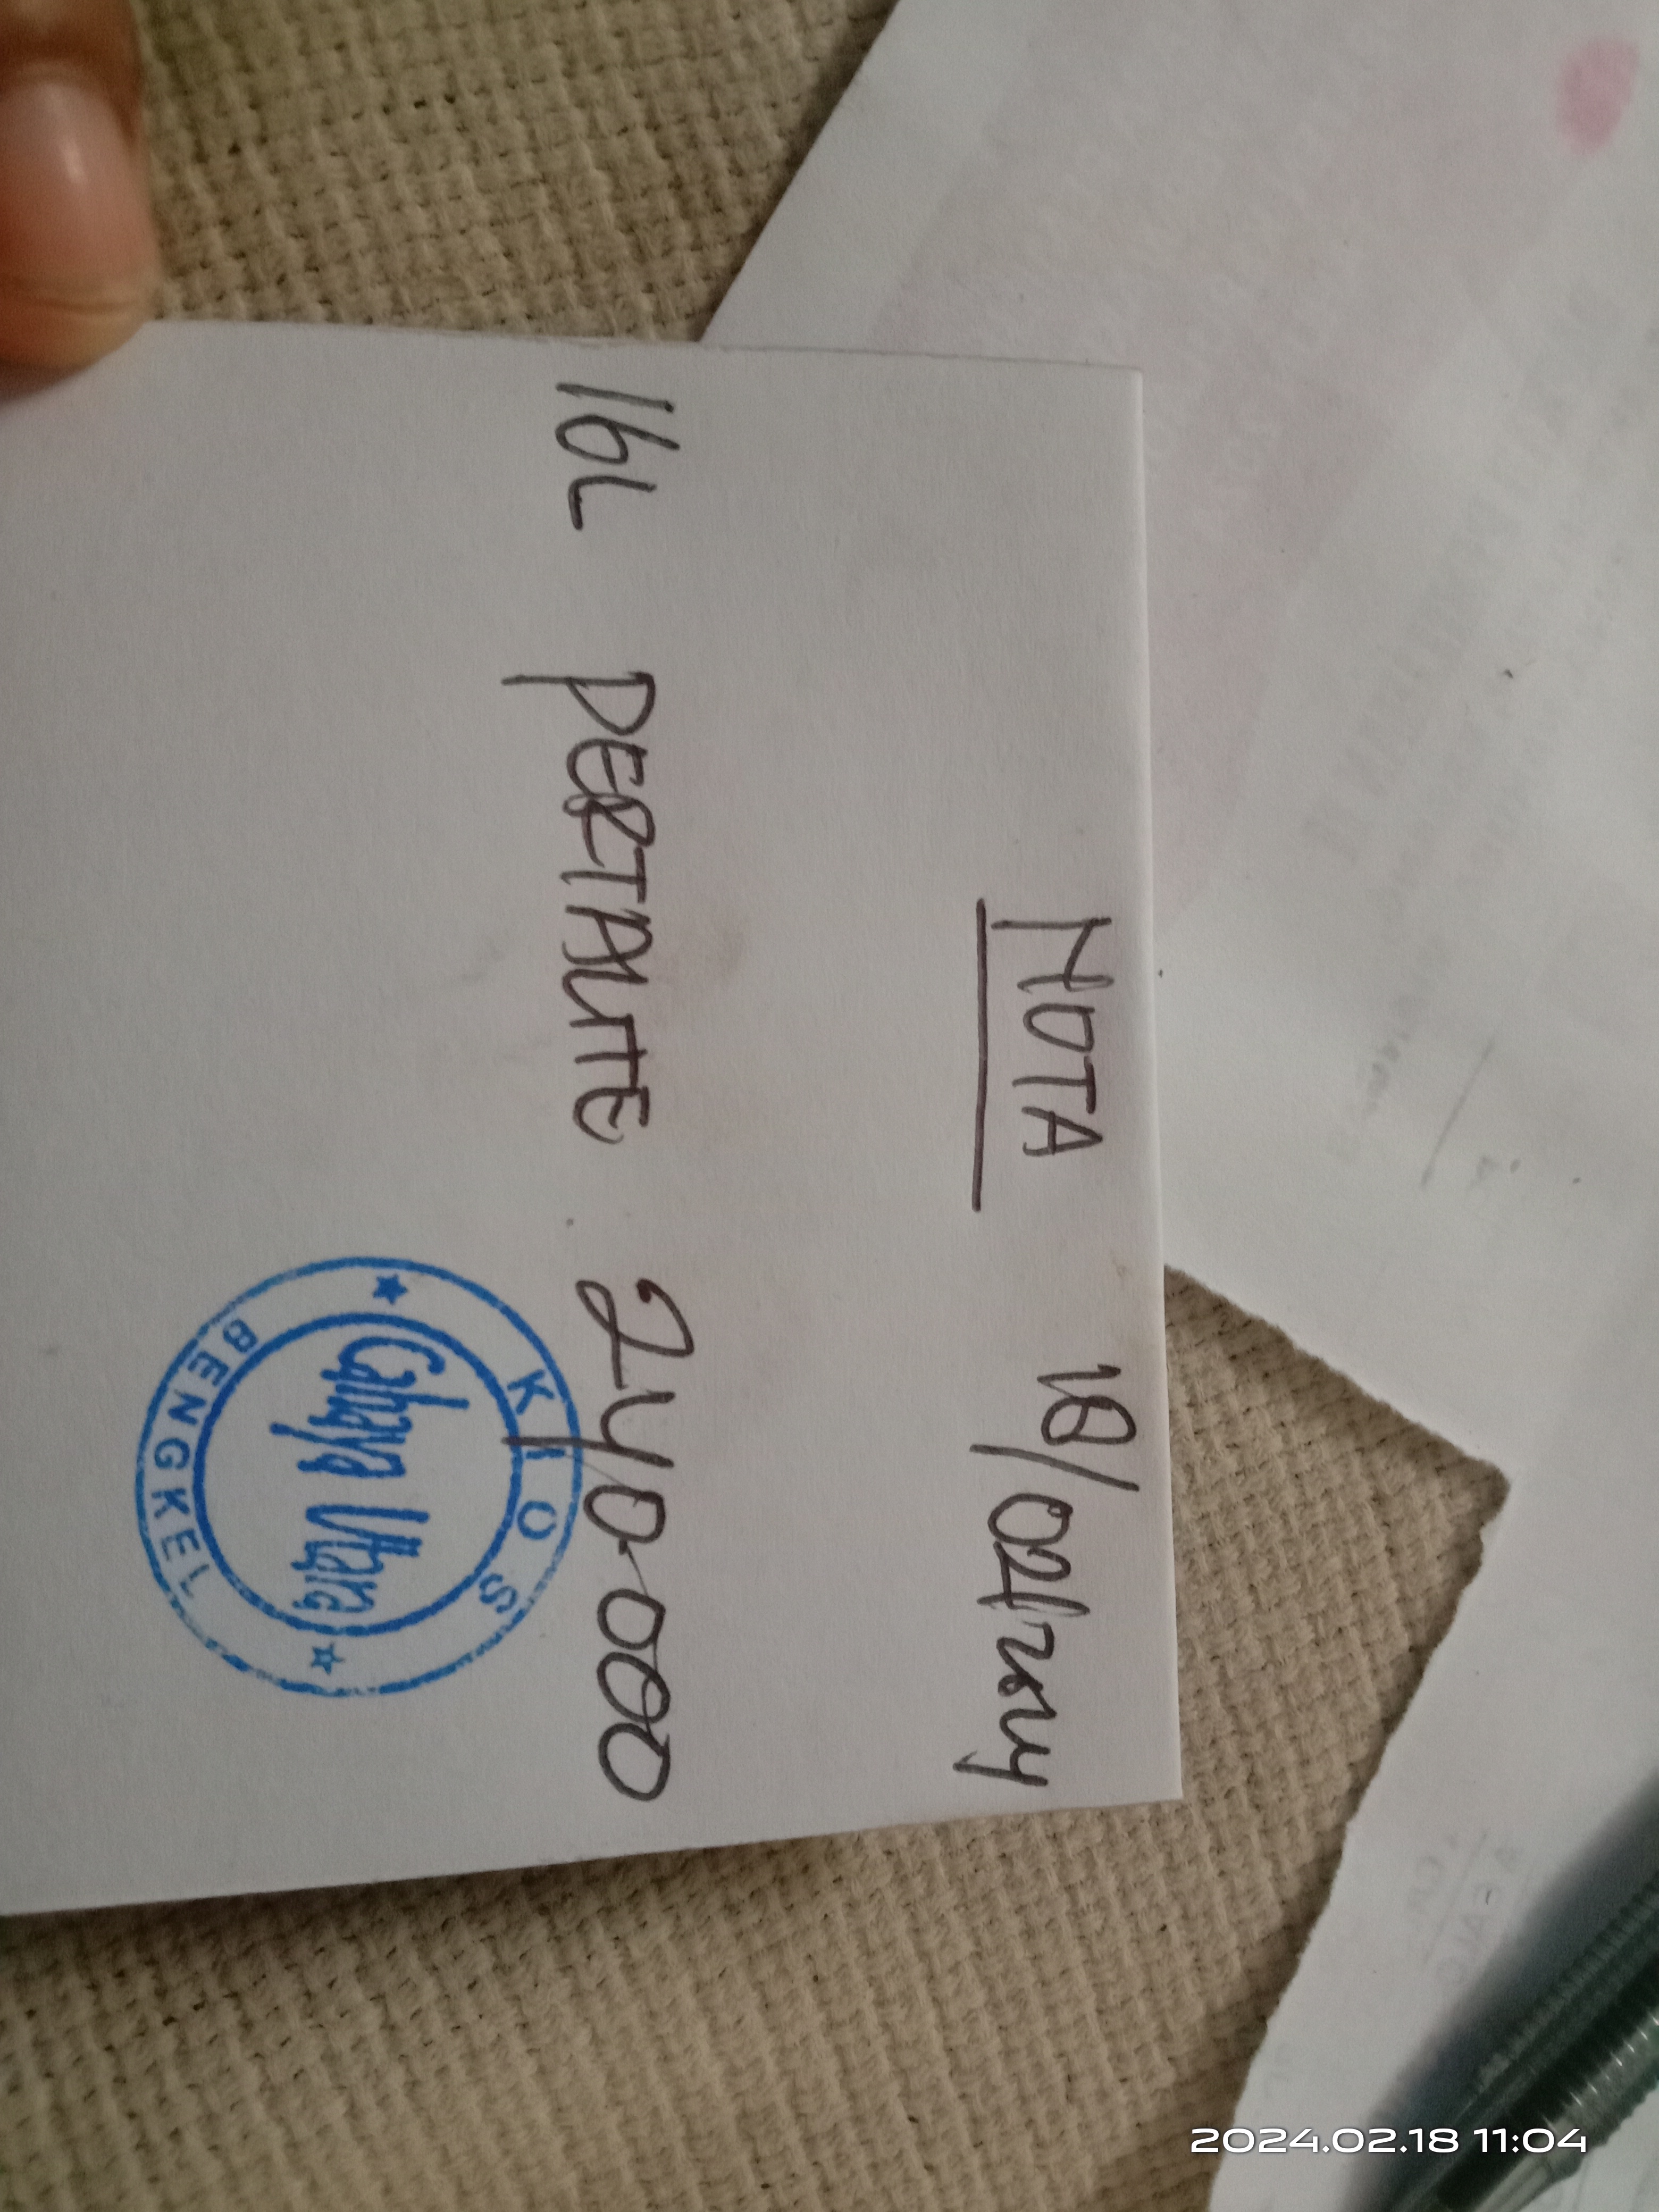 NOTA 18/02/2024
16L PERTALITE 240.000
KIOS
Cahaya Utara
BENGKEL
2024.02.18 11:04